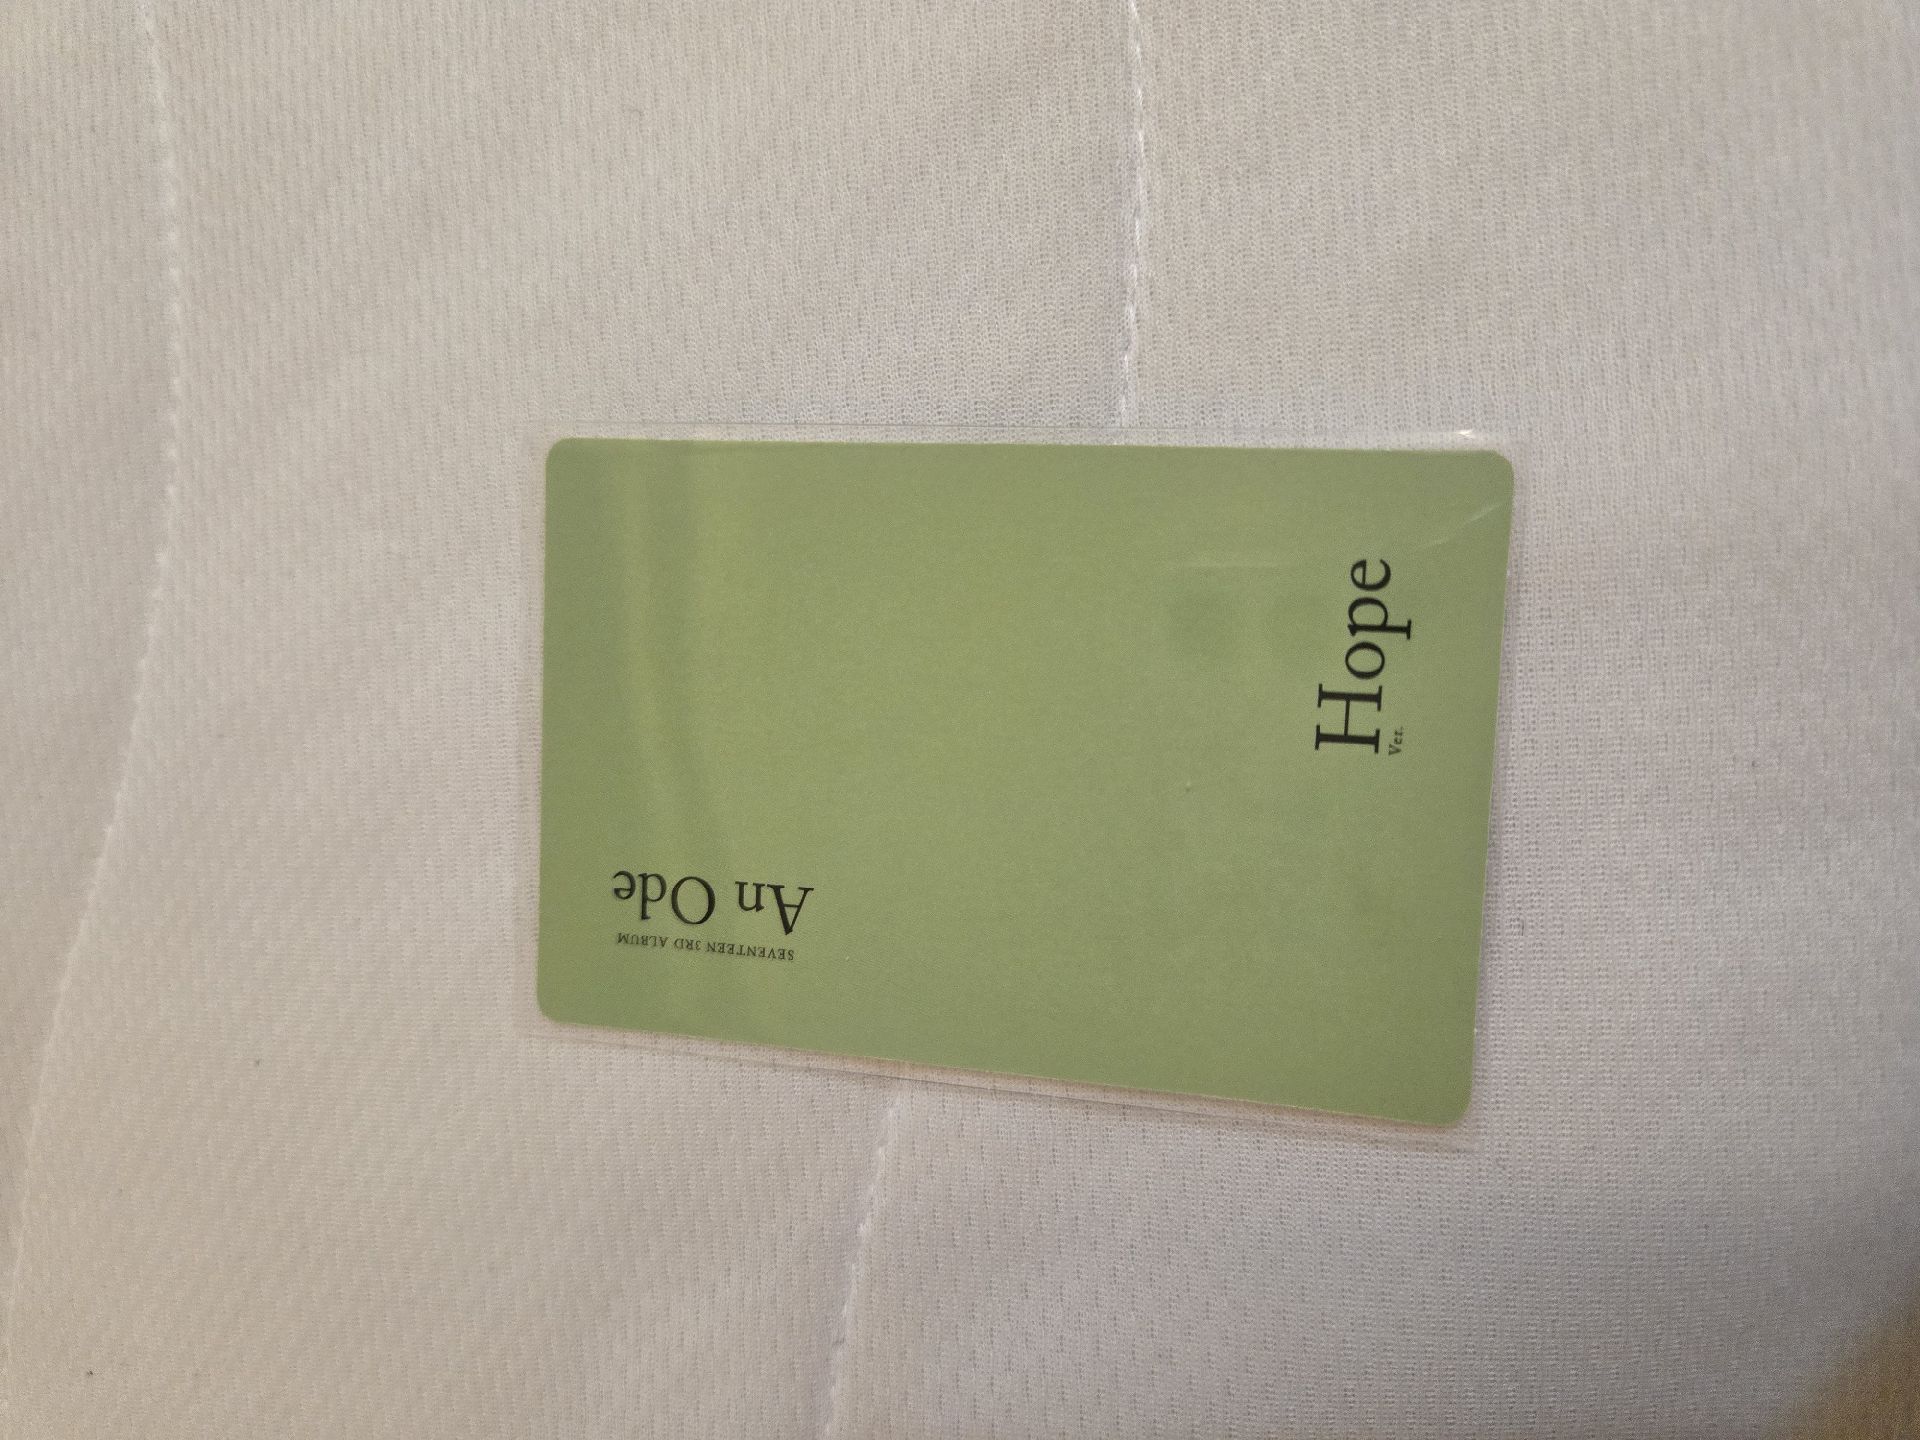 SEVENTEEN 3RD ALBUM
An Ode
Hope
Ver.